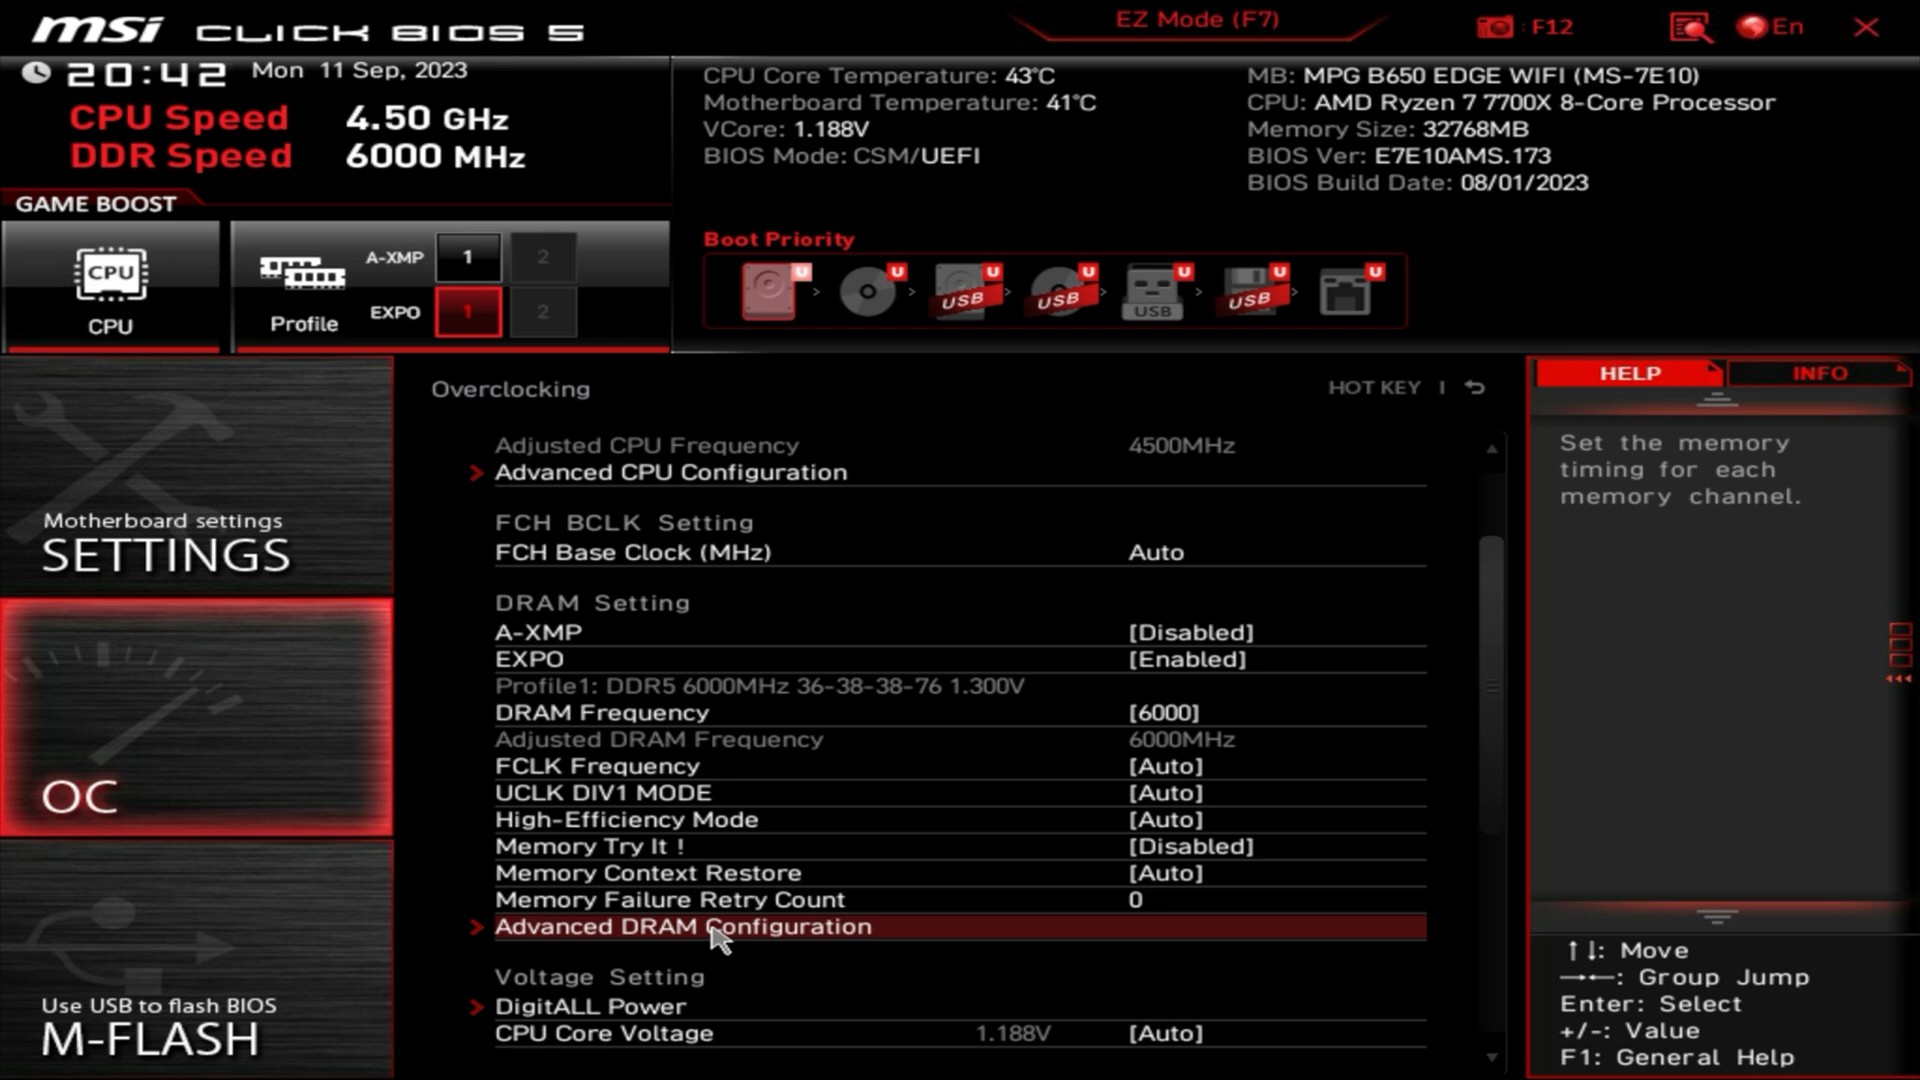 msi CLICK BIOS 5
EZ Mode (F7)
: F12
En
20:42 Mon 11 Sep, 2023
CPU Speed 4.50 GHz
DDR Speed 6000 MHz
CPU Core Temperature: 43°C
Motherboard Temperature: 41°C
VCore: 1.188V
BIOS Mode: CSM/UEFI
MB: MPG B650 EDGE WIFI (MS-7E10)
CPU: AMD Ryzen 7 7700X 8-Core Processor
Memory Size: 32768MB
BIOS Ver: E7E10AMS.173
BIOS Build Date: 08/01/2023
GAME BOOST
CPU
CPU
Profile
A-XMP 1 2
EXPO 1 2
Boot Priority
U U U U U U U
USB USB USB USB
Motherboard settings
SETTINGS
OC
Use USB to flash BIOS
M-FLASH
Overclocking
HOT KEY
Adjusted CPU Frequency 4500MHz
> Advanced CPU Configuration
FCH BCLK Setting
FCH Base Clock (MHz) Auto
DRAM Setting
A-XMP [Disabled]
EXPO [Enabled]
Profile1: DDR5 6000MHz 36-38-38-76 1.300V
DRAM Frequency [6000]
Adjusted DRAM Frequency 6000MHz
FCLK Frequency [Auto]
UCLK DIV1 MODE [Auto]
High-Efficiency Mode [Auto]
Memory Try It ! [Disabled]
Memory Context Restore [Auto]
Memory Failure Retry Count 0
> Advanced DRAM Configuration
Voltage Setting
> DigitALL Power
CPU Core Voltage 1.188V [Auto]
HELP
INFO
Set the memory
timing for each
memory channel.
↑↓: Move
→←: Group Jump
Enter: Select
+/-: Value
F1: General Help